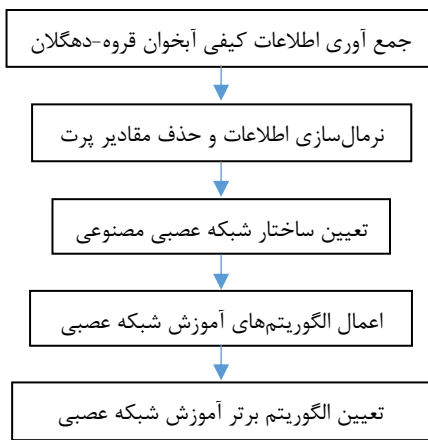 جمع آوری اطلاعات کیفی آبخوان قروه-دهگلان
نرمال‌سازی اطلاعات و حذف مقادیر پرت
تعیین ساختار شبکه عصبی مصنوعی
اعمال الگوریتم‌های آموزش شبکه عصبی
تعیین الگوریتم برتر آموزش شبکه عصبی